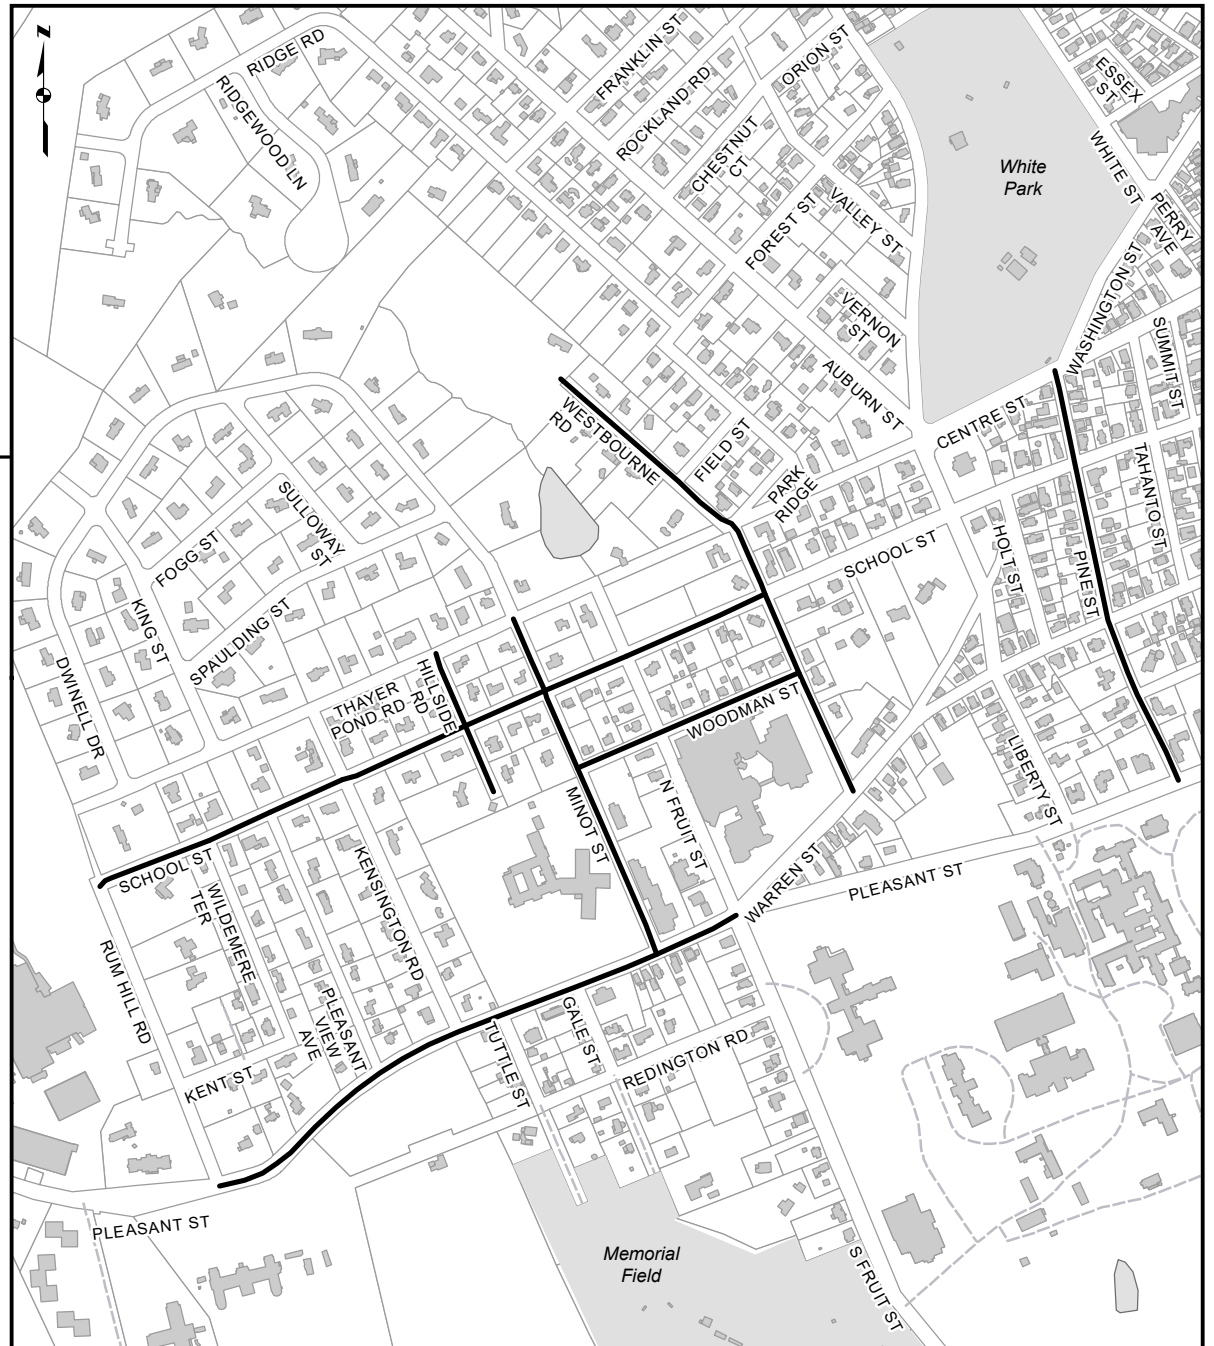 Z
RIDGE RD
RIDGEWOOD LN
FRANKLIN ST
ROCKLAND RD
ORION ST
CHESTNUT
CT
ESSEX
ST
WHITE ST
White
Park
PERRY
AVE
FOREST ST
VALLEY ST
VERNON
ST
WASHINGTON ST
SUMMIT ST
AUBURN ST
CENTRE ST
WESTBOURNE
RD
FIELD ST
PARK
RIDGE
TAHANTO ST
SULLOWAY
ST
FOGG ST
SCHOOL ST
HOLT ST
PINE ST
KING ST
SPAULDING ST
DWINELL DR
THAYER
POND RD
HILLSIDE
RD
WOODMAN ST
LIBERTY ST
MINOT ST
N FRUIT ST
SCHOOL ST
WILDEMERE
TER
KENSINGTON RD
WARREN ST
PLEASANT ST
RUM HILL RD
PLEASANT
VIEW
AVE
TUTTLE ST
GALE ST
REDINGTON RD
KENT ST
PLEASANT ST
Memorial
Field
S FRUIT ST